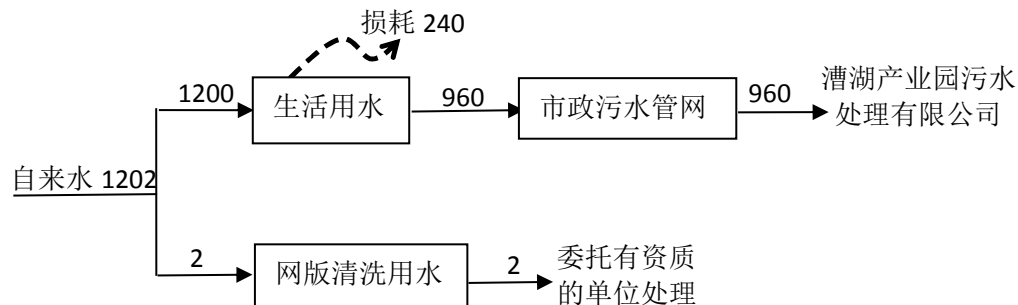 损耗 240
1200
生活用水
960
市政污水管网
960
漕湖产业园污水
处理有限公司
自来水 1202
2
网版清洗用水
2
委托有资质
的单位处理